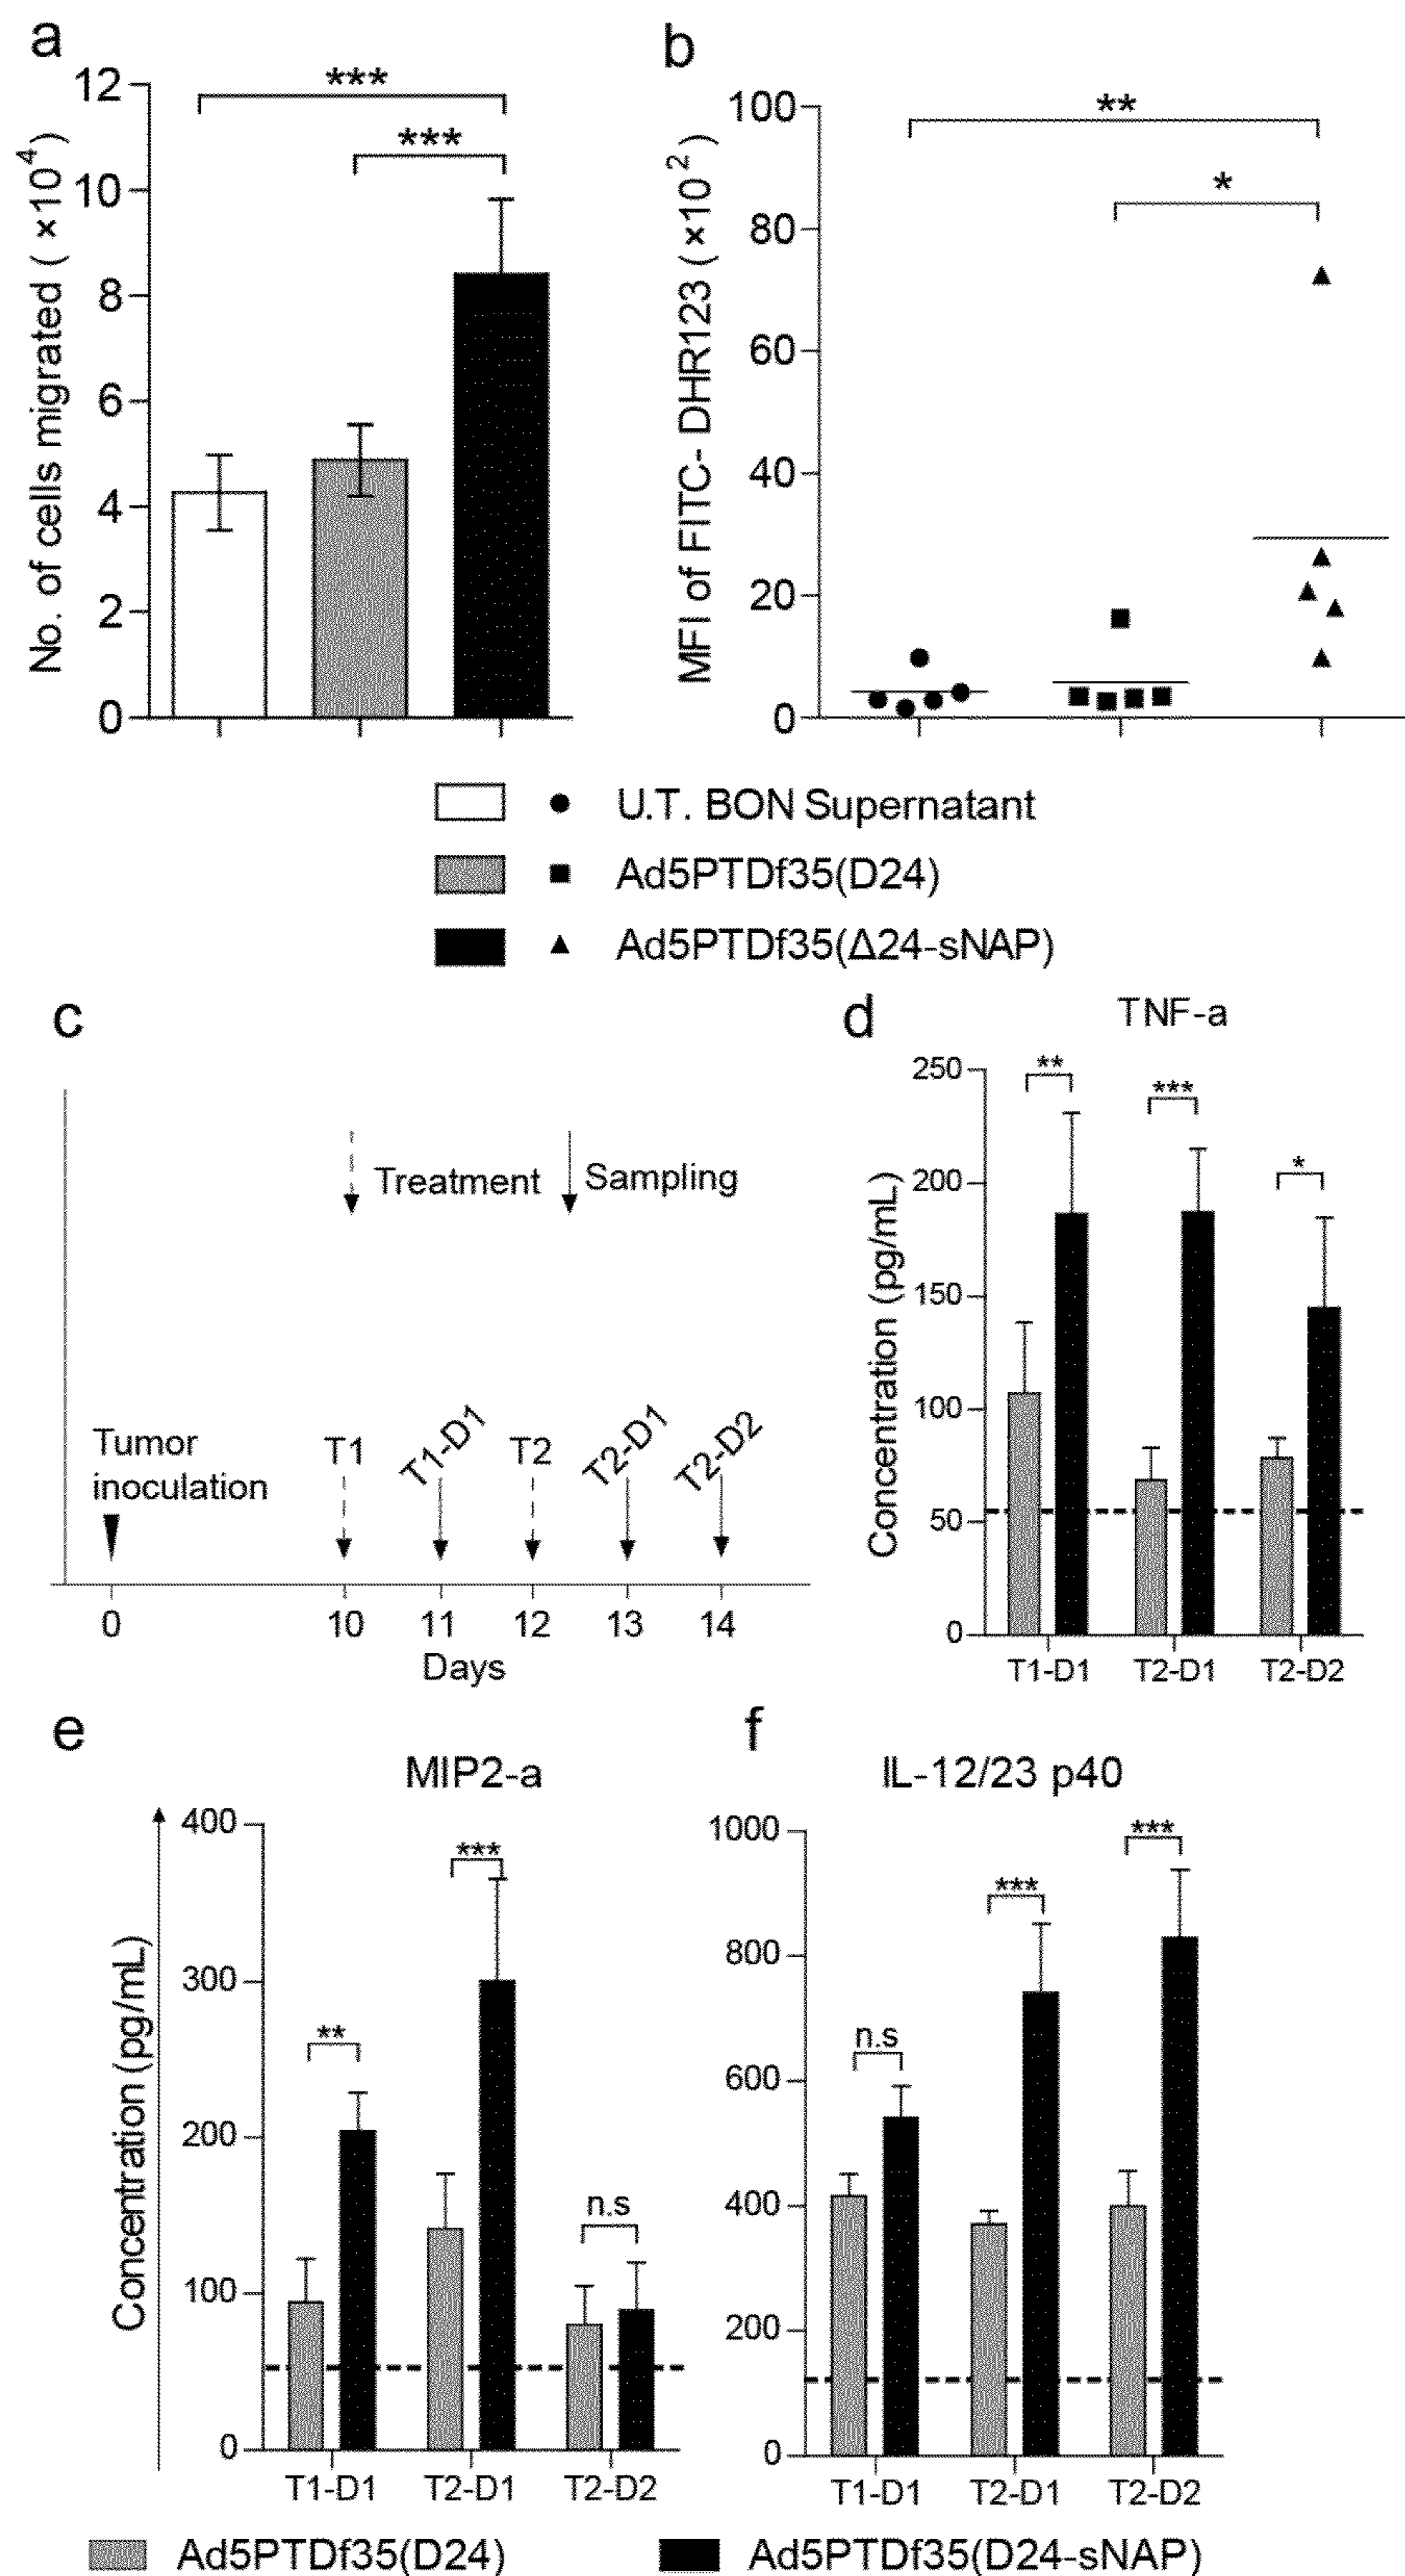 a
No. of cells migrated ( ×10⁴)
12
10
8
6
4
2
0
***
***
b
MFI of FITC- DHR123 (×10²)
100
80
60
40
20
0
**
*
U.T. BON Supernatant
Ad5PTDf35(D24)
Ad5PTDf35(Δ24-sNAP)
c
Treatment
Sampling
Tumor
inoculation
T1
T1-D1
T2
T2-D1
T2-D2
0 10 11 12 13 14
Days
d
TNF-a
Concentration (pg/mL)
250
200
150
100
50
0
**
***
*
T1-D1 T2-D1 T2-D2
e
MIP2-a
Concentration (pg/mL)
400
300
200
100
0
**
***
n.s
T1-D1 T2-D1 T2-D2
f
IL-12/23 p40
1000
800
600
400
200
0
n.s
***
***
T1-D1 T2-D1 T2-D2
Ad5PTDf35(D24)
Ad5PTDf35(D24-sNAP)